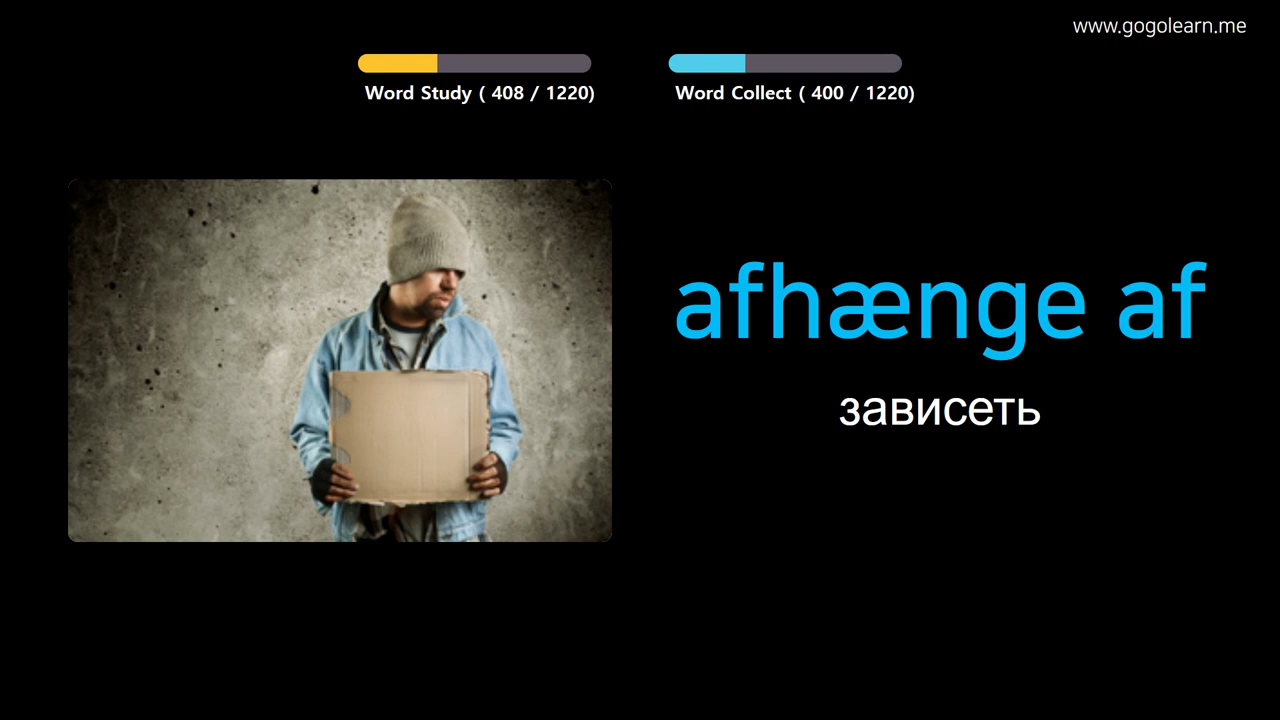 www.gogolearn.me
Word Study ( 408 / 1220)
Word Collect ( 400 / 1220)
afhænge af
зависеть